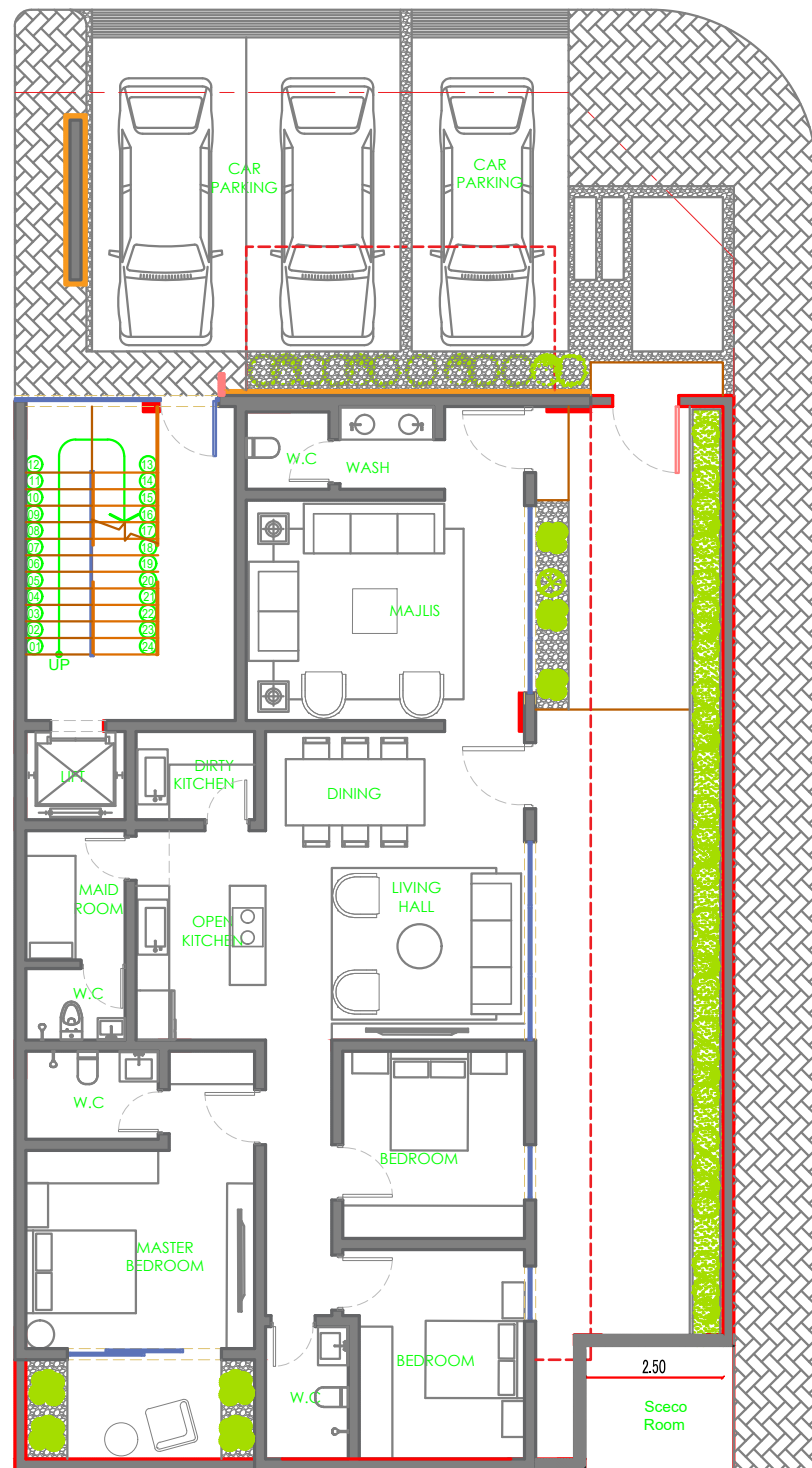 CAR
PARKING
CAR
PARKING
W.C
WASH
12
11
10
09
08
07
06
05
04
03
02
01
13
14
15
16
17
18
19
20
21
22
23
24
UP
MAJLIS
LIFT
DIRTY
KITCHEN
DINING
MAID
ROOM
OPEN
KITCHEN
LIVING
HALL
W.C
W.C
BEDROOM
MASTER
BEDROOM
BEDROOM
W.C
2.50
Sceco
Room